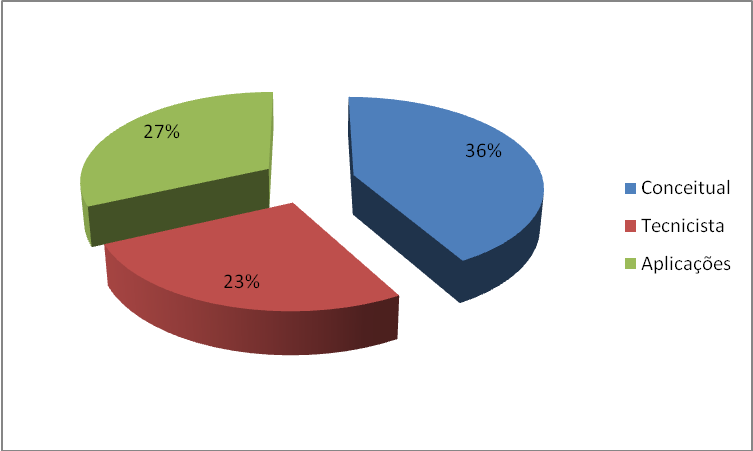 27%
36%
23%
Conceitual
Tecnicista
Aplicações